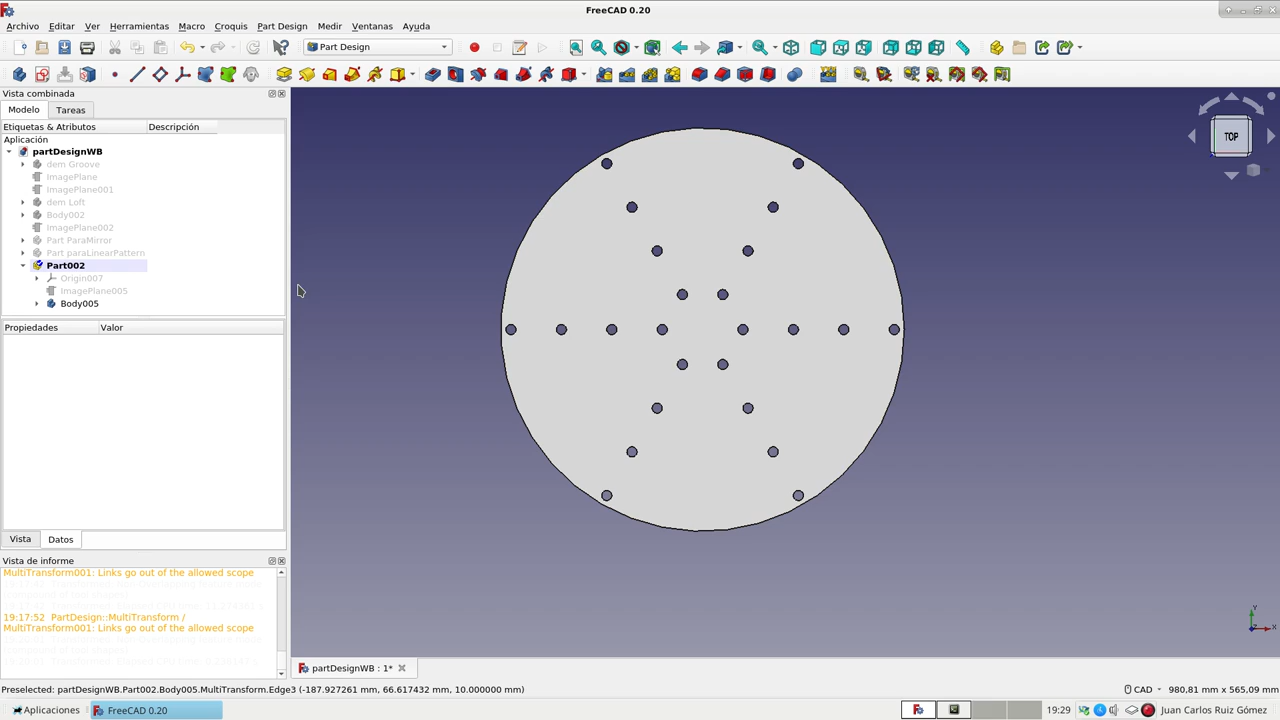 FreeCAD 0.20
Archivo Editar Ver Herramientas Macro Croquis Part Design Medir Ventanas Ayuda
Part Design
Vista combinada
Modelo Tareas
Etiquetas & Atributos Descripción
Aplicación
partDesignWB
dem Groove
ImagePlane
ImagePlane001
dem Loft
Body002
ImagePlane002
Part ParaMirror
Part paraLinearPattern
Part002
Origin007
ImagePlane005
Body005
Propiedades Valor
Vista Datos
Vista de informe
MultiTransform001: Links go out of the allowed scope
19:17:52 PartDesign::MultiTransform /
MultiTransform001: Links go out of the allowed scope
TOP
Y
X
partDesignWB : 1*
Preselected: partDesignWB.Part002.Body005.MultiTransform.Edge3 (-187.927261 mm, 66.617432 mm, 10.000000 mm)
CAD 980,81 mm x 565,09 mm
Aplicaciones FreeCAD 0.20 19:29 Juan Carlos Ruiz Gómez